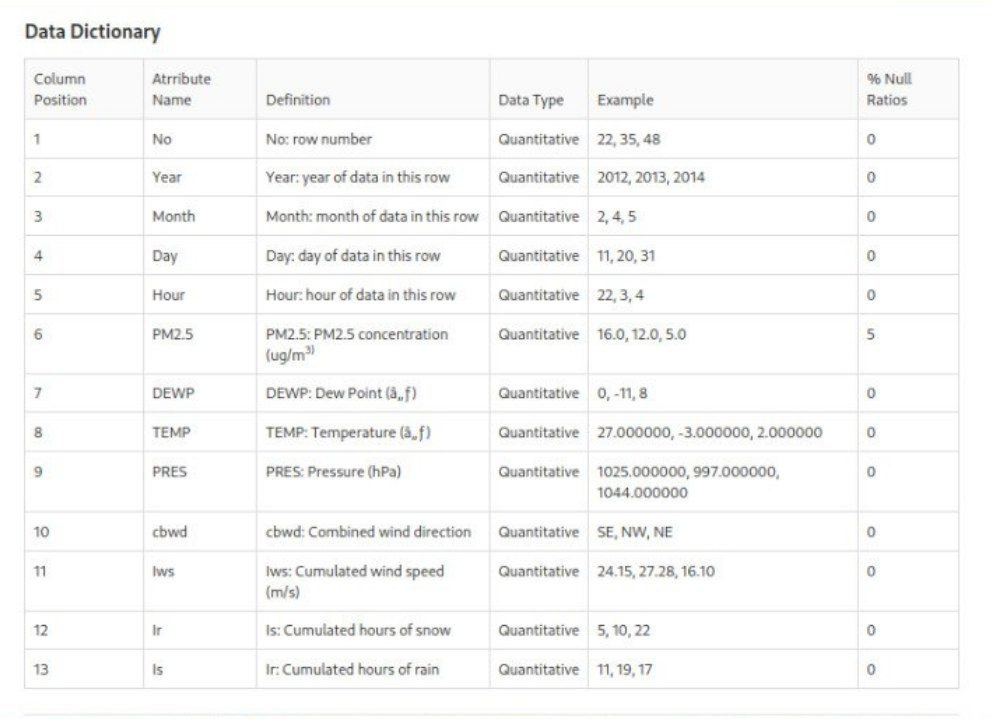 Data Dictionary
Column Position Atrribute Name Definition Data Type Example % Null Ratios
1 No No: row number Quantitative 22, 35, 48 0
2 Year Year: year of data in this row Quantitative 2012, 2013, 2014 0
3 Month Month: month of data in this row Quantitative 2, 4, 5 0
4 Day Day: day of data in this row Quantitative 11, 20, 31 0
5 Hour Hour: hour of data in this row Quantitative 22, 3, 4 0
6 PM2.5 PM2.5: PM2.5 concentration (ug/m³⁾ Quantitative 16.0, 12.0, 5.0 5
7 DEWP DEWP: Dew Point (â„ƒ) Quantitative 0, -11, 8 0
8 TEMP TEMP: Temperature (â„ƒ) Quantitative 27.000000, -3.000000, 2.000000 0
9 PRES PRES: Pressure (hPa) Quantitative 1025.000000, 997.000000, 1044.000000 0
10 cbwd cbwd: Combined wind direction Quantitative SE, NW, NE 0
11 Iws Iws: Cumulated wind speed (m/s) Quantitative 24.15, 27.28, 16.10 0
12 Ir Is: Cumulated hours of snow Quantitative 5, 10, 22 0
13 Is Ir: Cumulated hours of rain Quantitative 11, 19, 17 0